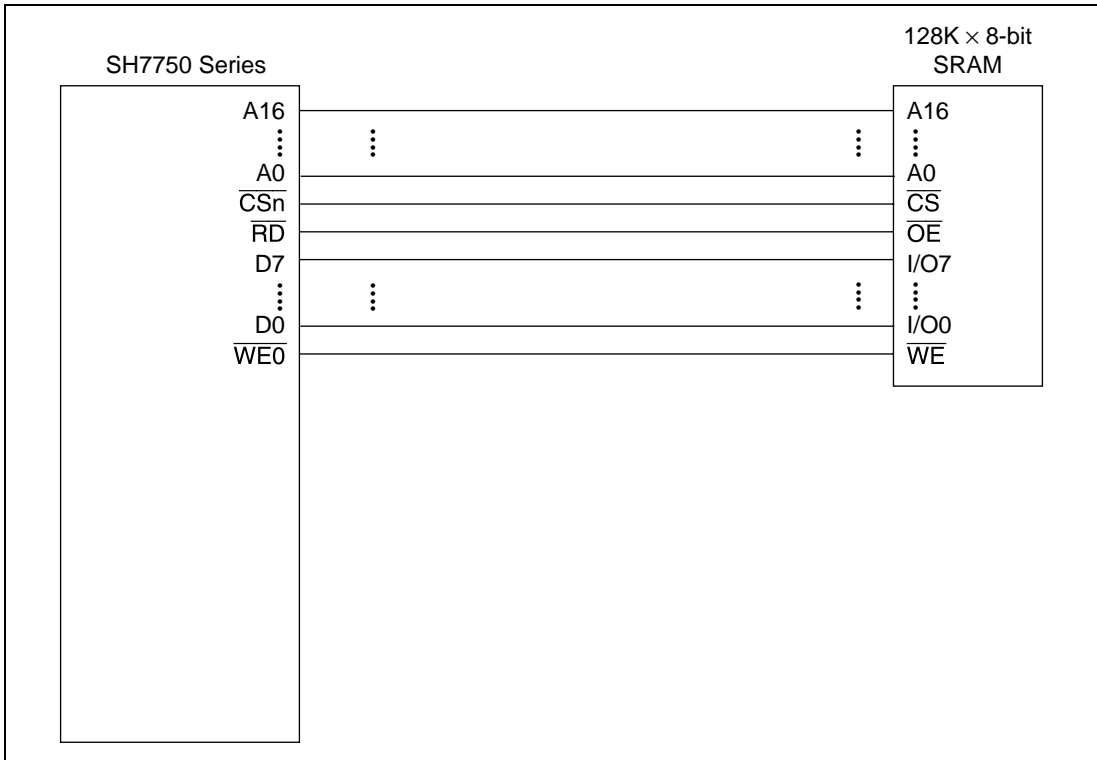 SH7750 Series
128K × 8-bit
SRAM
A16
A0
CSn
RD
D7
D0
WE0
A16
A0
CS
OE
I/O7
I/O0
WE